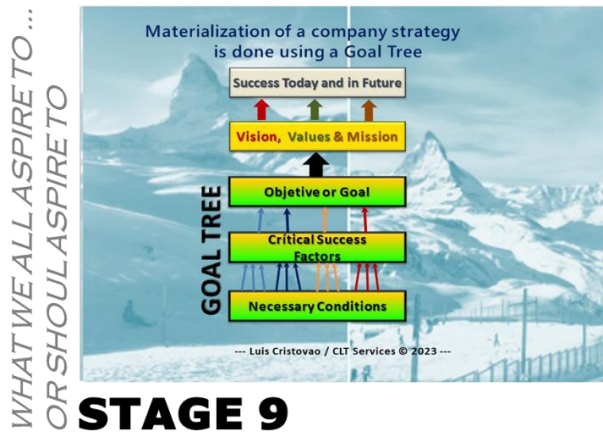 WHAT WE ALL ASPIRE TO ...
OR SHOUL ASPIRE TO
Materialization of a company strategy
is done using a Goal Tree
Success Today and in Future
Vision, Values & Mission
Objetive or Goal
GOAL TREE
Crítical Success
Factors
Necessary Conditions
--- Luis Cristovao / CLT Services © 2023 ---
STAGE 9